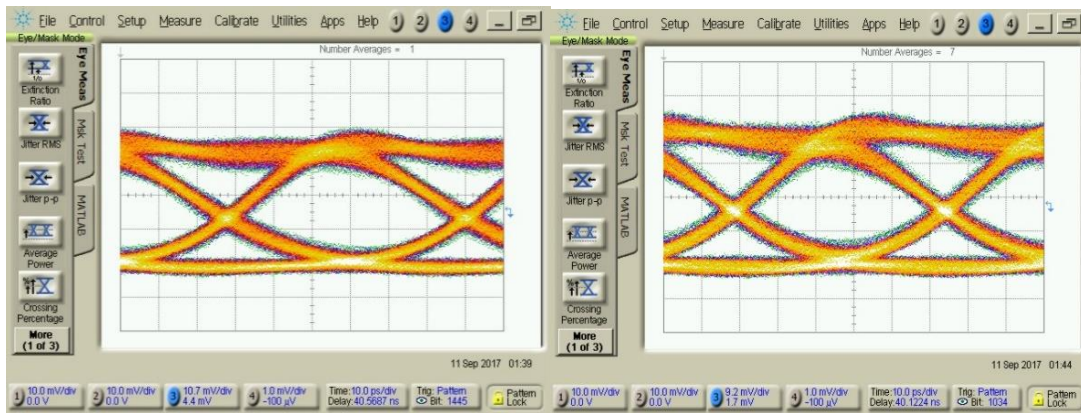 File Control Setup Measure Calibrate Utilities Apps Help 1 2 3 4
Eye/Mask Mode
Number Averages = 1
Extinction
Ratio
Jitter RMS
Jitter p-p
Average
Power
Crossing
Percentage
More
(1 of 3)
Eye Meas
Msk Test
MATLAB
11 Sep 2017 01:39
1 10.0 mV/div
0.0 V
2 10.0 mV/div
0.0 V
3 10.7 mV/div
4.4 mV
4 1.0 mV/div
-100 µV
Time:10.0 ps/div
Delay:40.5687 ns
Trig: Pattern
Bit: 1445
Pattern
Lock
File Control Setup Measure Calibrate Utilities Apps Help 1 2 3 4
Eye/Mask Mode
Number Averages = 7
Extinction
Ratio
Jitter RMS
Jitter p-p
Average
Power
Crossing
Percentage
More
(1 of 3)
Eye Meas
Msk Test
MATLAB
11 Sep 2017 01:44
1 10.0 mV/div
0.0 V
2 10.0 mV/div
0.0 V
3 9.2 mV/div
1.7 mV
4 1.0 mV/div
-100 µV
Time:10.0 ps/div
Delay:40.1224 ns
Trig: Pattern
Bit: 1034
Pattern
Lock